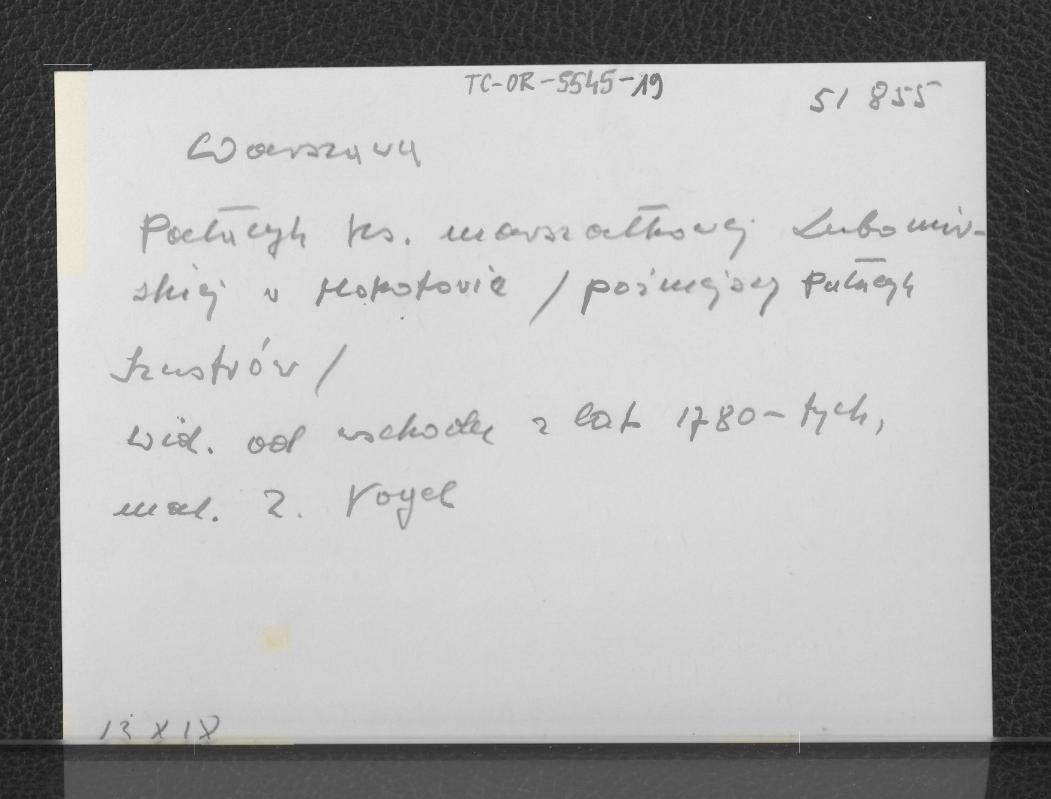 TC-OR-5545-19
51 855
Warszawa
Pałacyk ks. marszałkowej Lubomir-
skiej w Mokotowie / późniejszy Pałacyk
Szustrów /
wid. od wschodu z lat 1780-tych,
mal. Z. Vogel
13 x 18